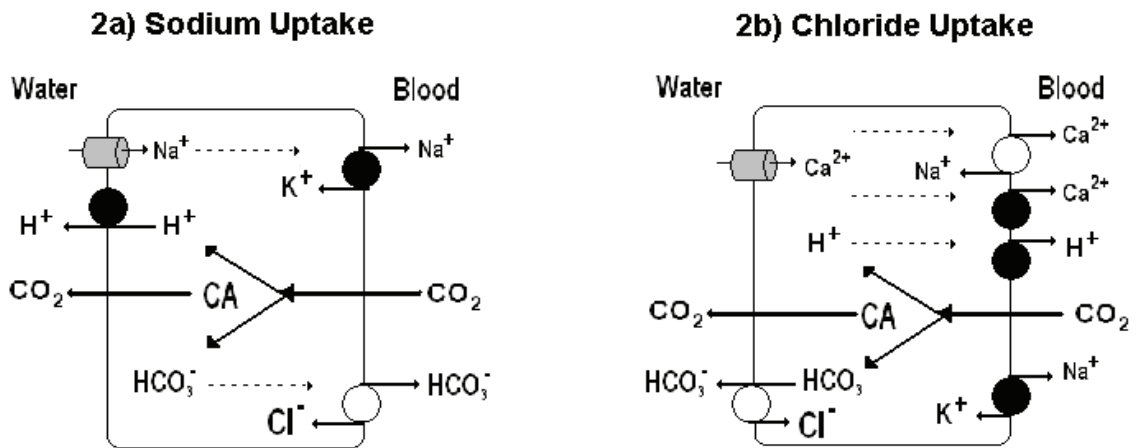 2a) Sodium Uptake
Water Blood
Na⁺ Na⁺
K⁺
H⁺ H⁺
CO₂ CA CO₂
HCO₃⁻ HCO₃⁻
Cl⁻
2b) Chloride Uptake
Water Blood
Ca²⁺
Ca²⁺
Na⁺
Ca²⁺
H⁺ H⁺
CO₂ CA CO₂
HCO₃⁻ HCO₃ Na⁺
Cl⁻ K⁺